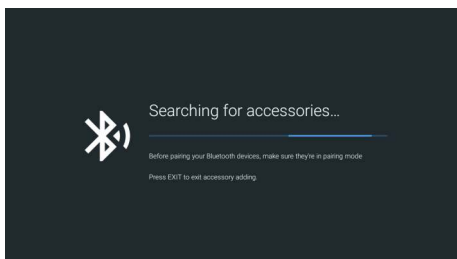 Searching for accessories...
Before pairing your Bluetooth devices, make sure they're in pairing mode
Press EXIT to exit accessory adding.